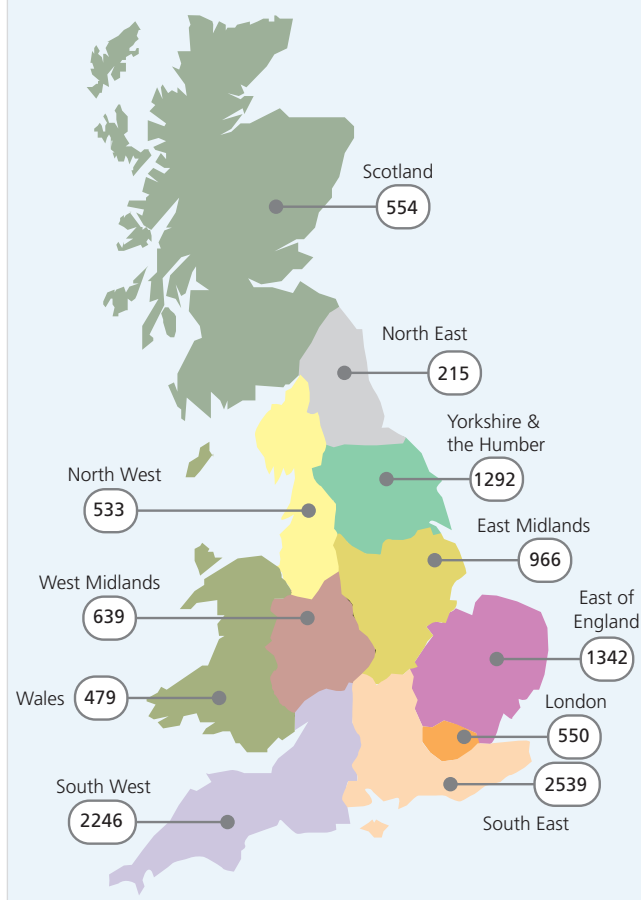 Scotland
554
North East
215
Yorkshire &
the Humber
1292
North West
533
East Midlands
966
West Midlands
639
East of
England
1342
Wales 479
London
550
2539
South East
South West
2246